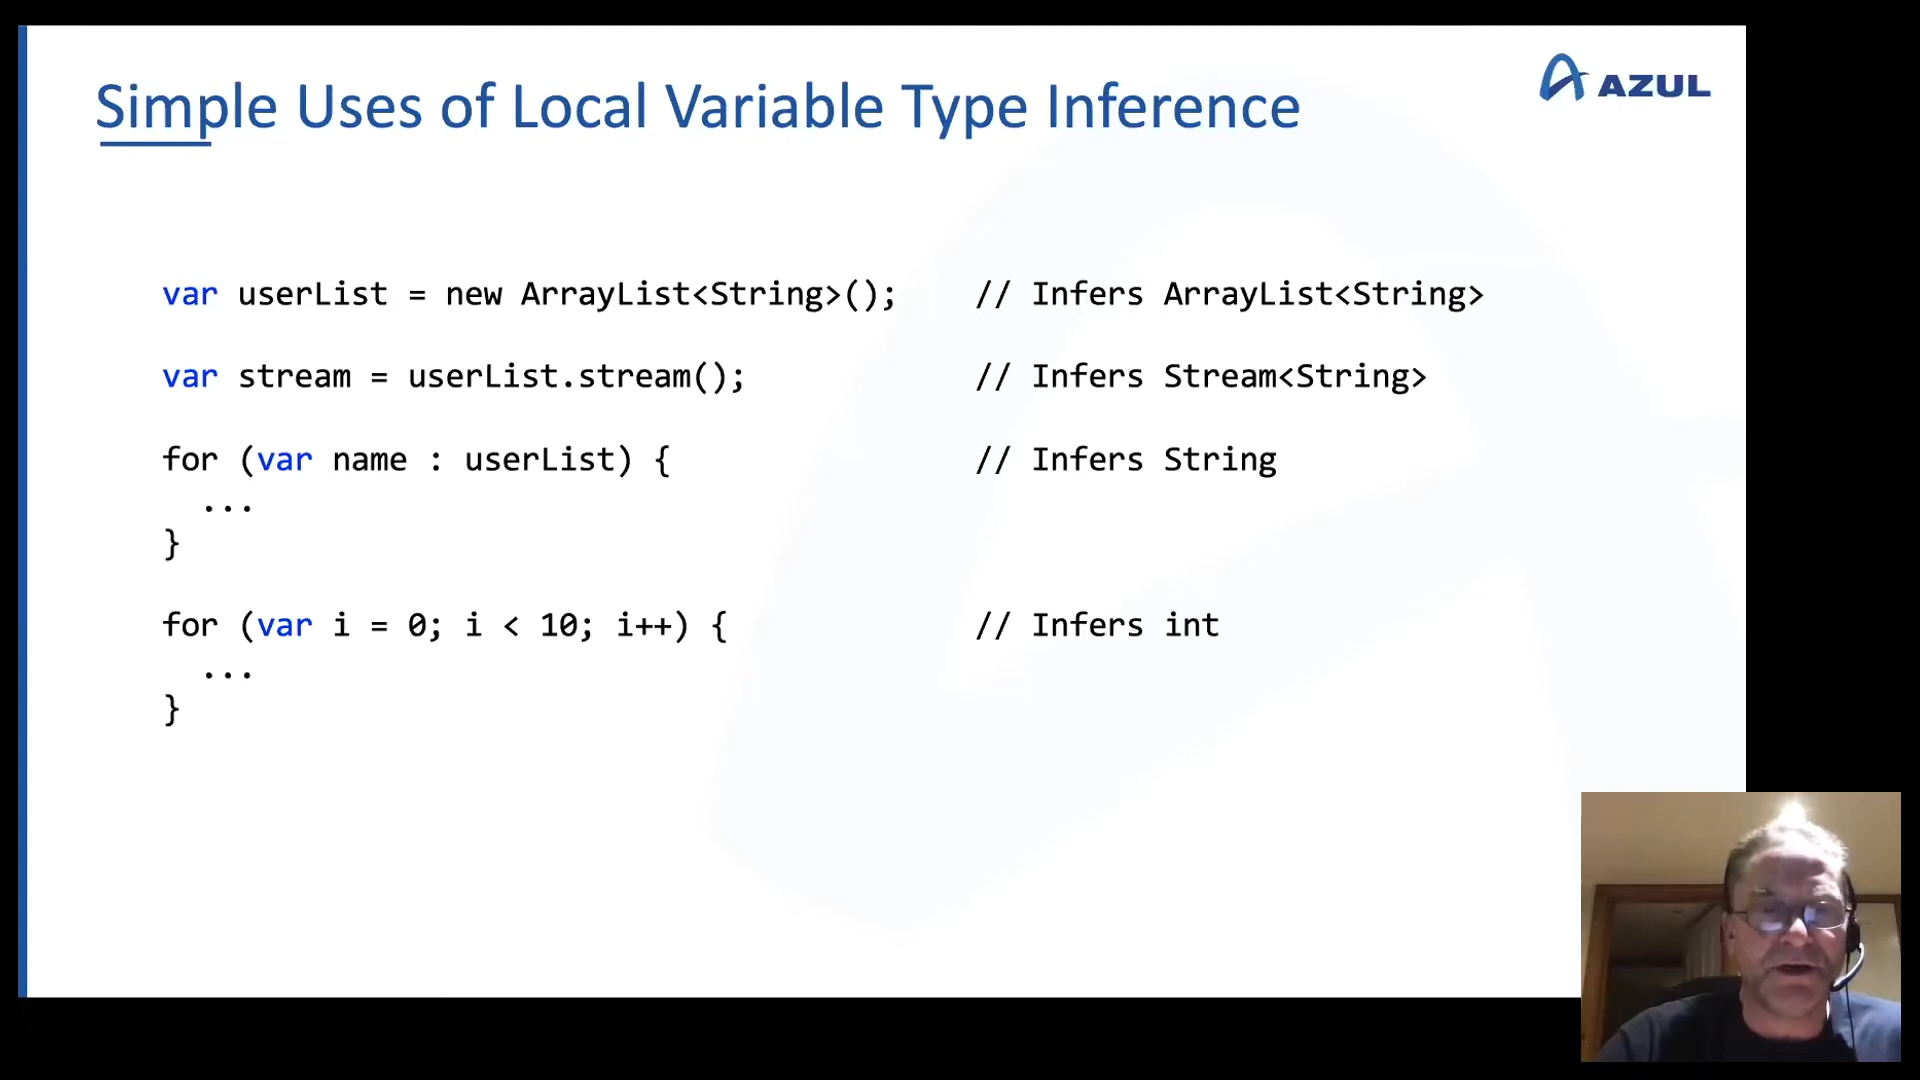 Simple Uses of Local Variable Type Inference
AZUL
var userList = new ArrayList<String>(); // Infers ArrayList<String>
var stream = userList.stream(); // Infers Stream<String>
for (var name : userList) { // Infers String
...
}
for (var i = 0; i < 10; i++) { // Infers int
...
}